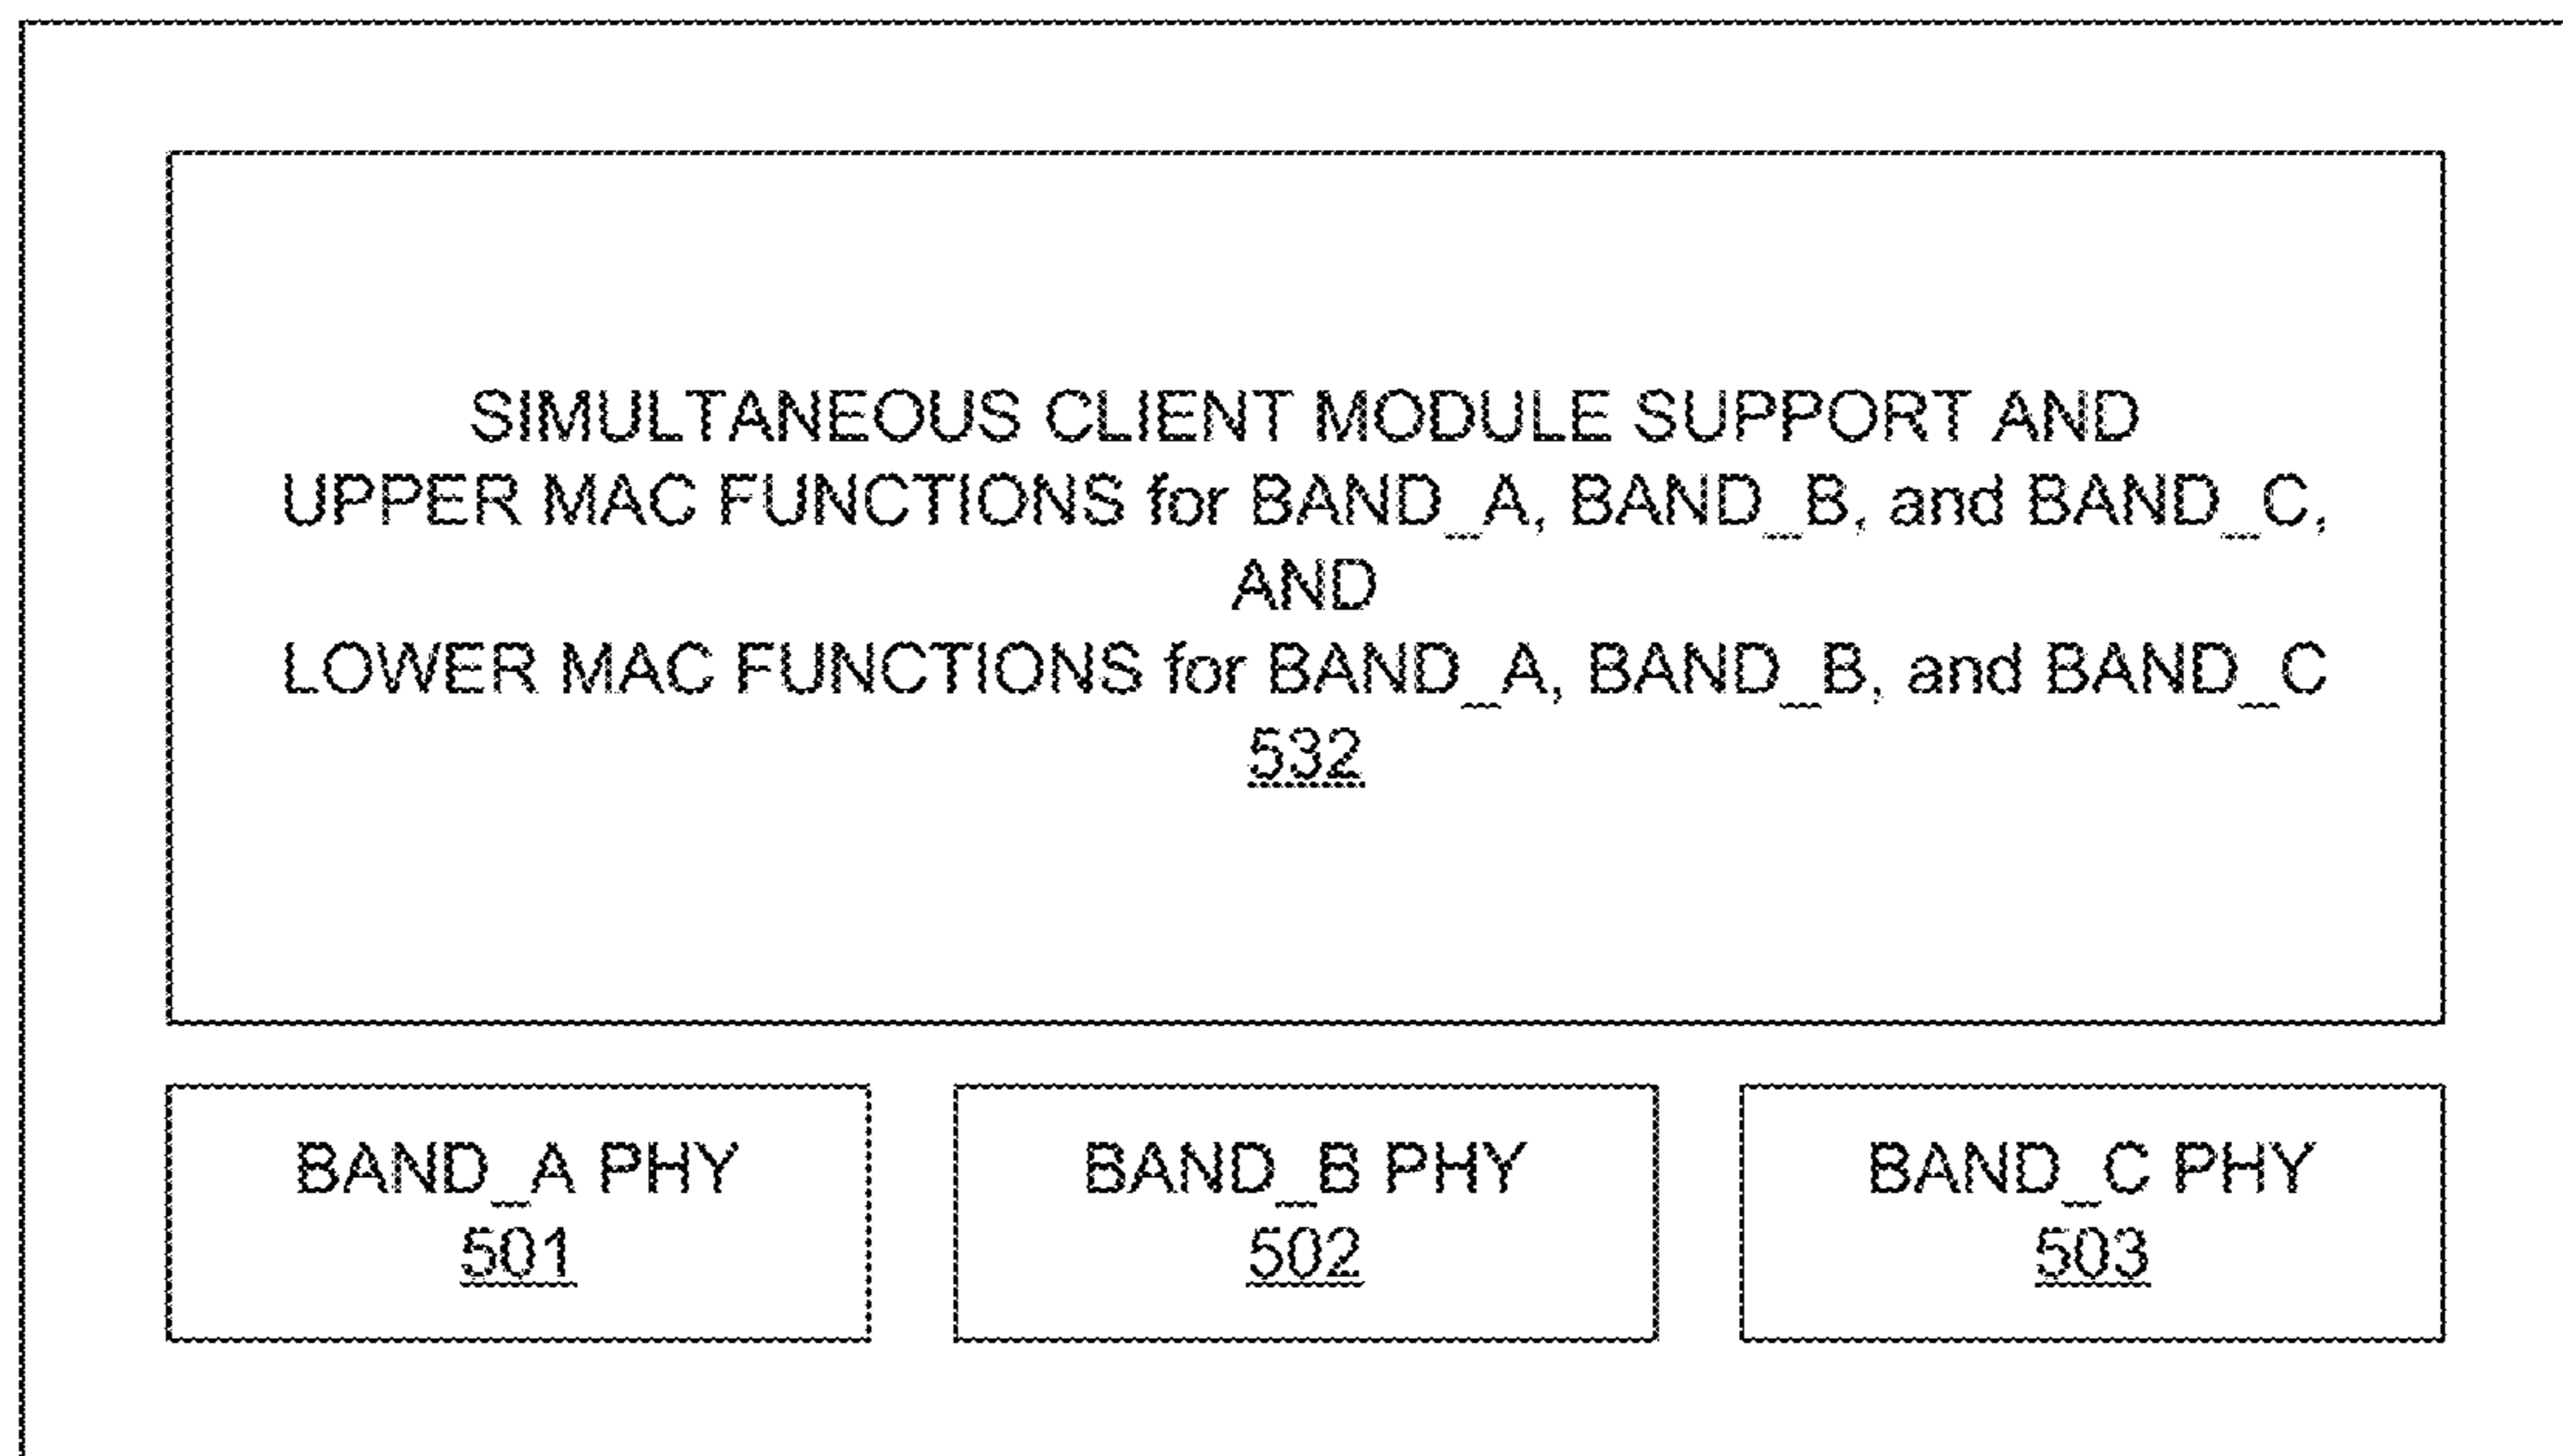 SIMULTANEOUS CLIENT MODULE SUPPORT AND
UPPER MAC FUNCTIONS for BAND_A, BAND_B, and BAND_C,
AND
LOWER MAC FUNCTIONS for BAND_A, BAND_B, and BAND_C
532
BAND_A PHY
501
BAND_B PHY
502
BAND_C PHY
503